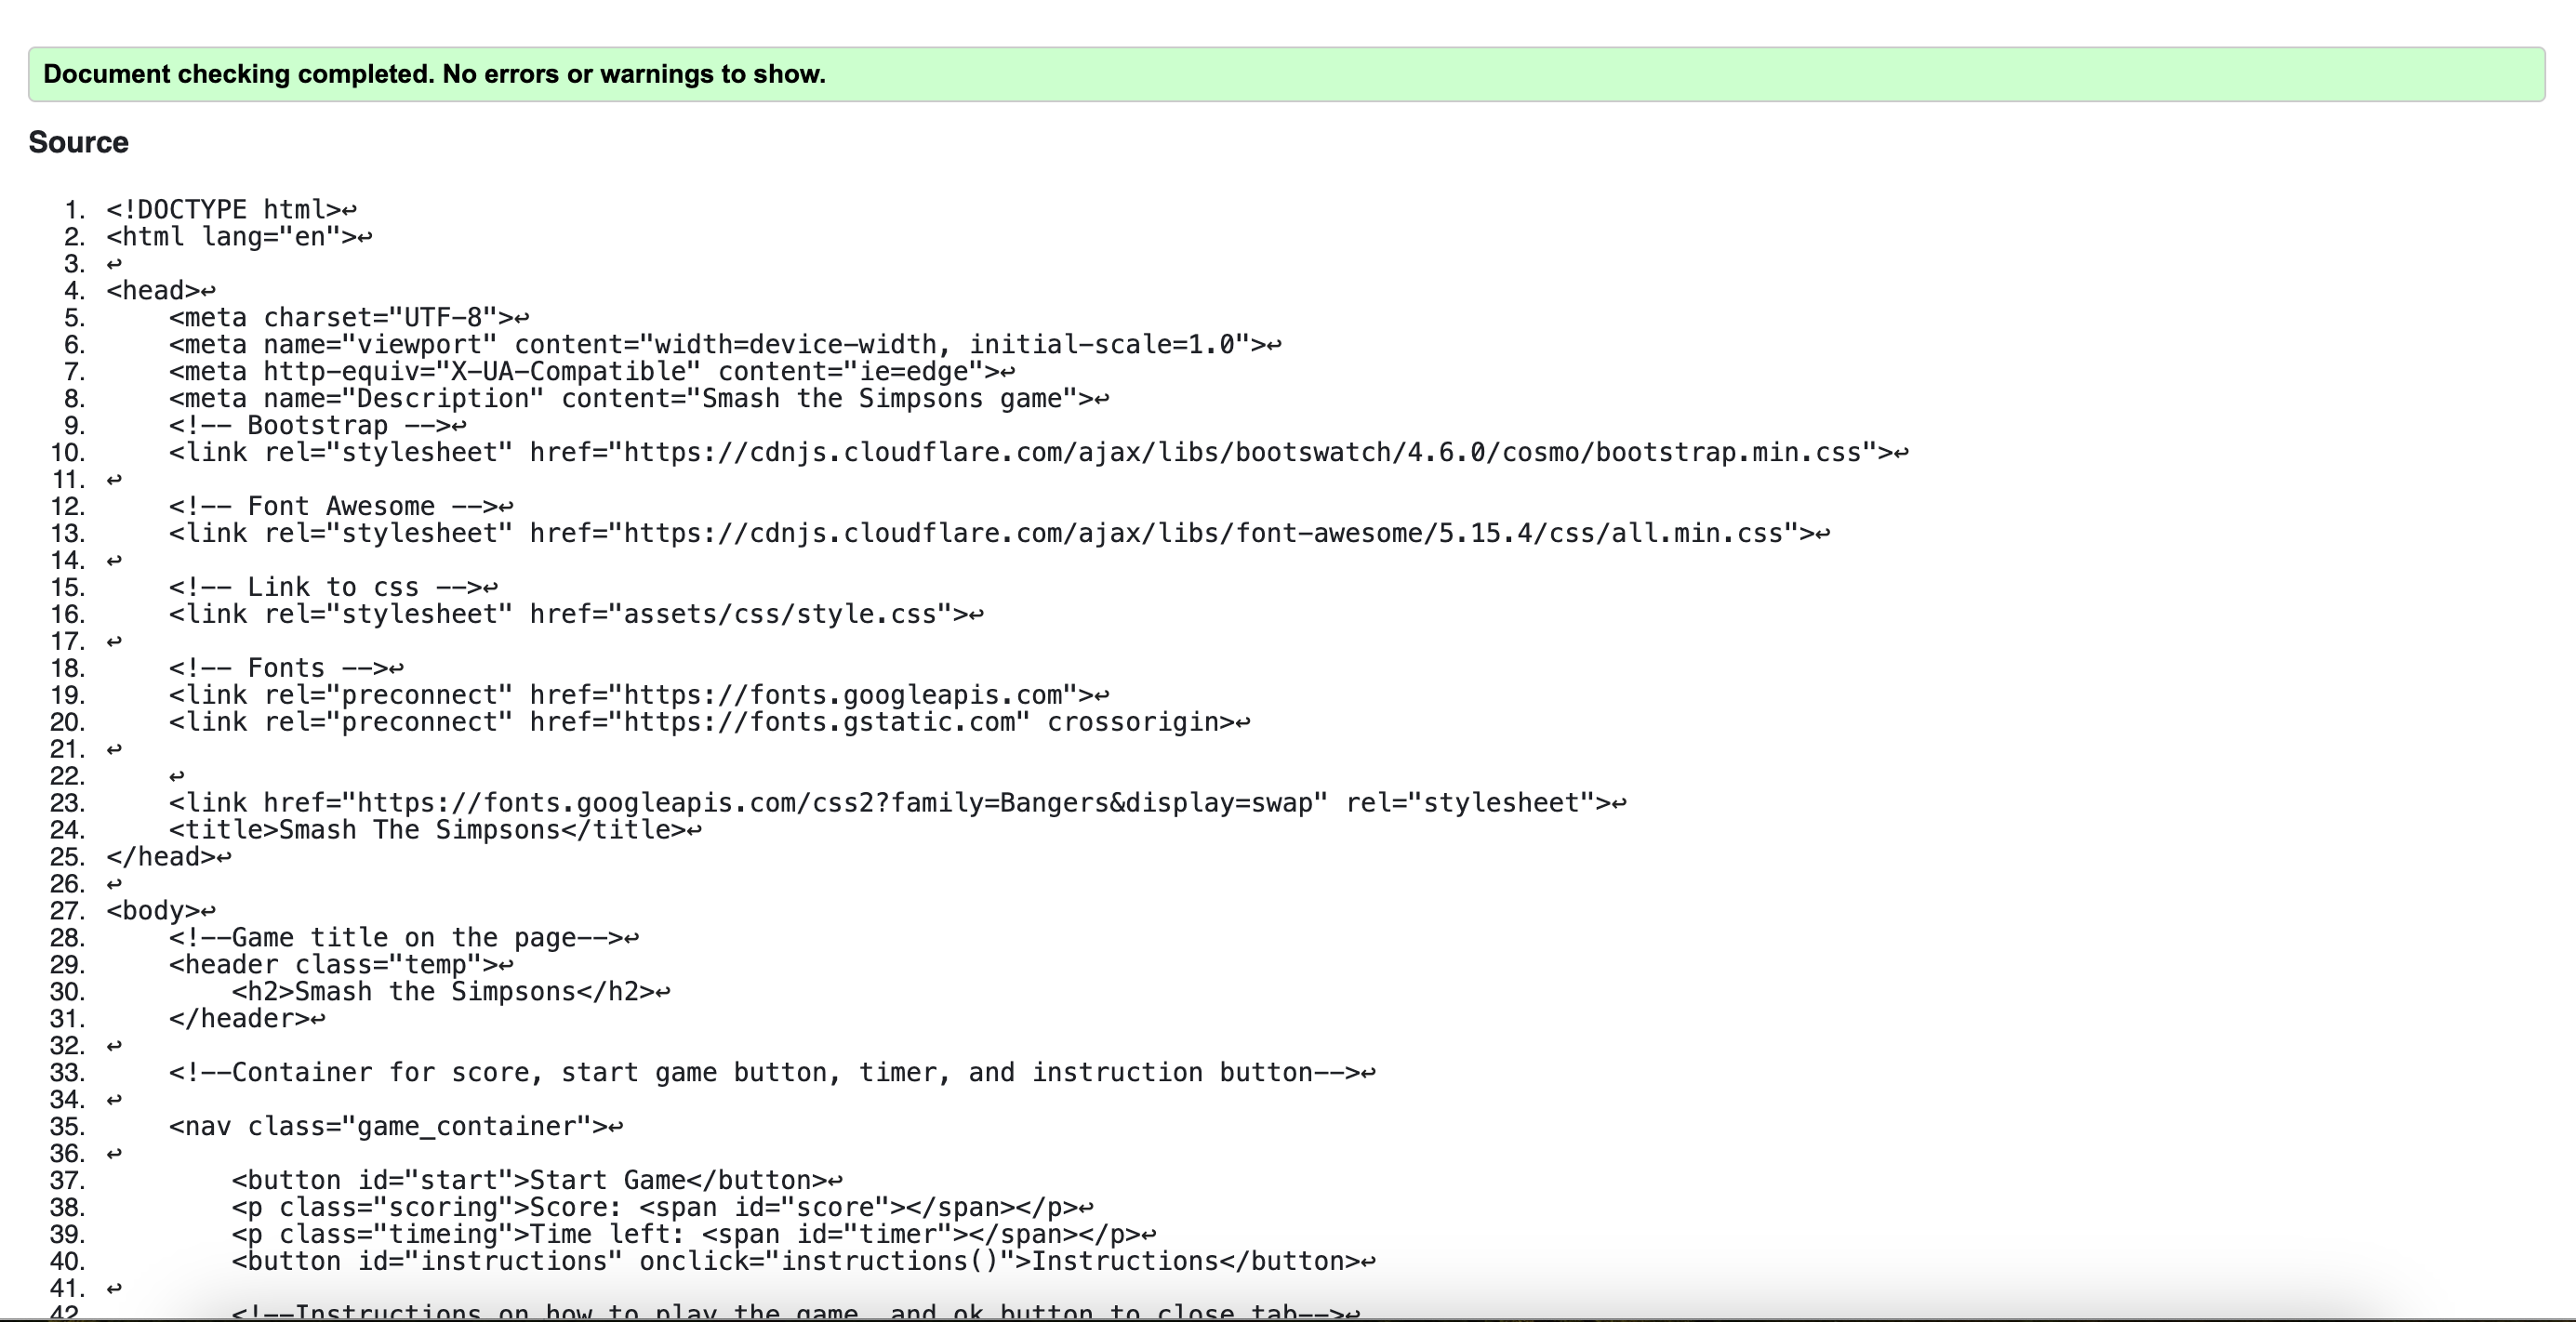 Document checking completed. No errors or warnings to show.
Source
1. <!DOCTYPE html>↩
2. <html lang="en">↩
3. ↩
4. <head>↩
5.     <meta charset="UTF-8">↩
6.     <meta name="viewport" content="width=device-width, initial-scale=1.0">↩
7.     <meta http-equiv="X-UA-Compatible" content="ie=edge">↩
8.     <meta name="Description" content="Smash the Simpsons game">↩
9.     <!-- Bootstrap -->↩
10.     <link rel="stylesheet" href="https://cdnjs.cloudflare.com/ajax/libs/bootswatch/4.6.0/cosmo/bootstrap.min.css">↩
11. ↩
12.     <!-- Font Awesome -->↩
13.     <link rel="stylesheet" href="https://cdnjs.cloudflare.com/ajax/libs/font-awesome/5.15.4/css/all.min.css">↩
14. ↩
15.     <!-- Link to css -->↩
16.     <link rel="stylesheet" href="assets/css/style.css">↩
17. ↩
18.     <!-- Fonts -->↩
19.     <link rel="preconnect" href="https://fonts.googleapis.com">↩
20.     <link rel="preconnect" href="https://fonts.gstatic.com" crossorigin>↩
21. ↩
22.     ↩
23.     <link href="https://fonts.googleapis.com/css2?family=Bangers&display=swap" rel="stylesheet">↩
24.     <title>Smash The Simpsons</title>↩
25. </head>↩
26. ↩
27. <body>↩
28.     <!--Game title on the page-->↩
29.     <header class="temp">↩
30.         <h2>Smash the Simpsons</h2>↩
31.     </header>↩
32. ↩
33.     <!--Container for score, start game button, timer, and instruction button-->↩
34. ↩
35.     <nav class="game_container">↩
36. ↩
37.         <button id="start">Start Game</button>↩
38.         <p class="scoring">Score: <span id="score"></span></p>↩
39.         <p class="timeing">Time left: <span id="timer"></span></p>↩
40.         <button id="instructions" onclick="instructions()">Instructions</button>↩
41. ↩
42.         <!--Instructions on how to play the game, and ok button to close tab-->↩